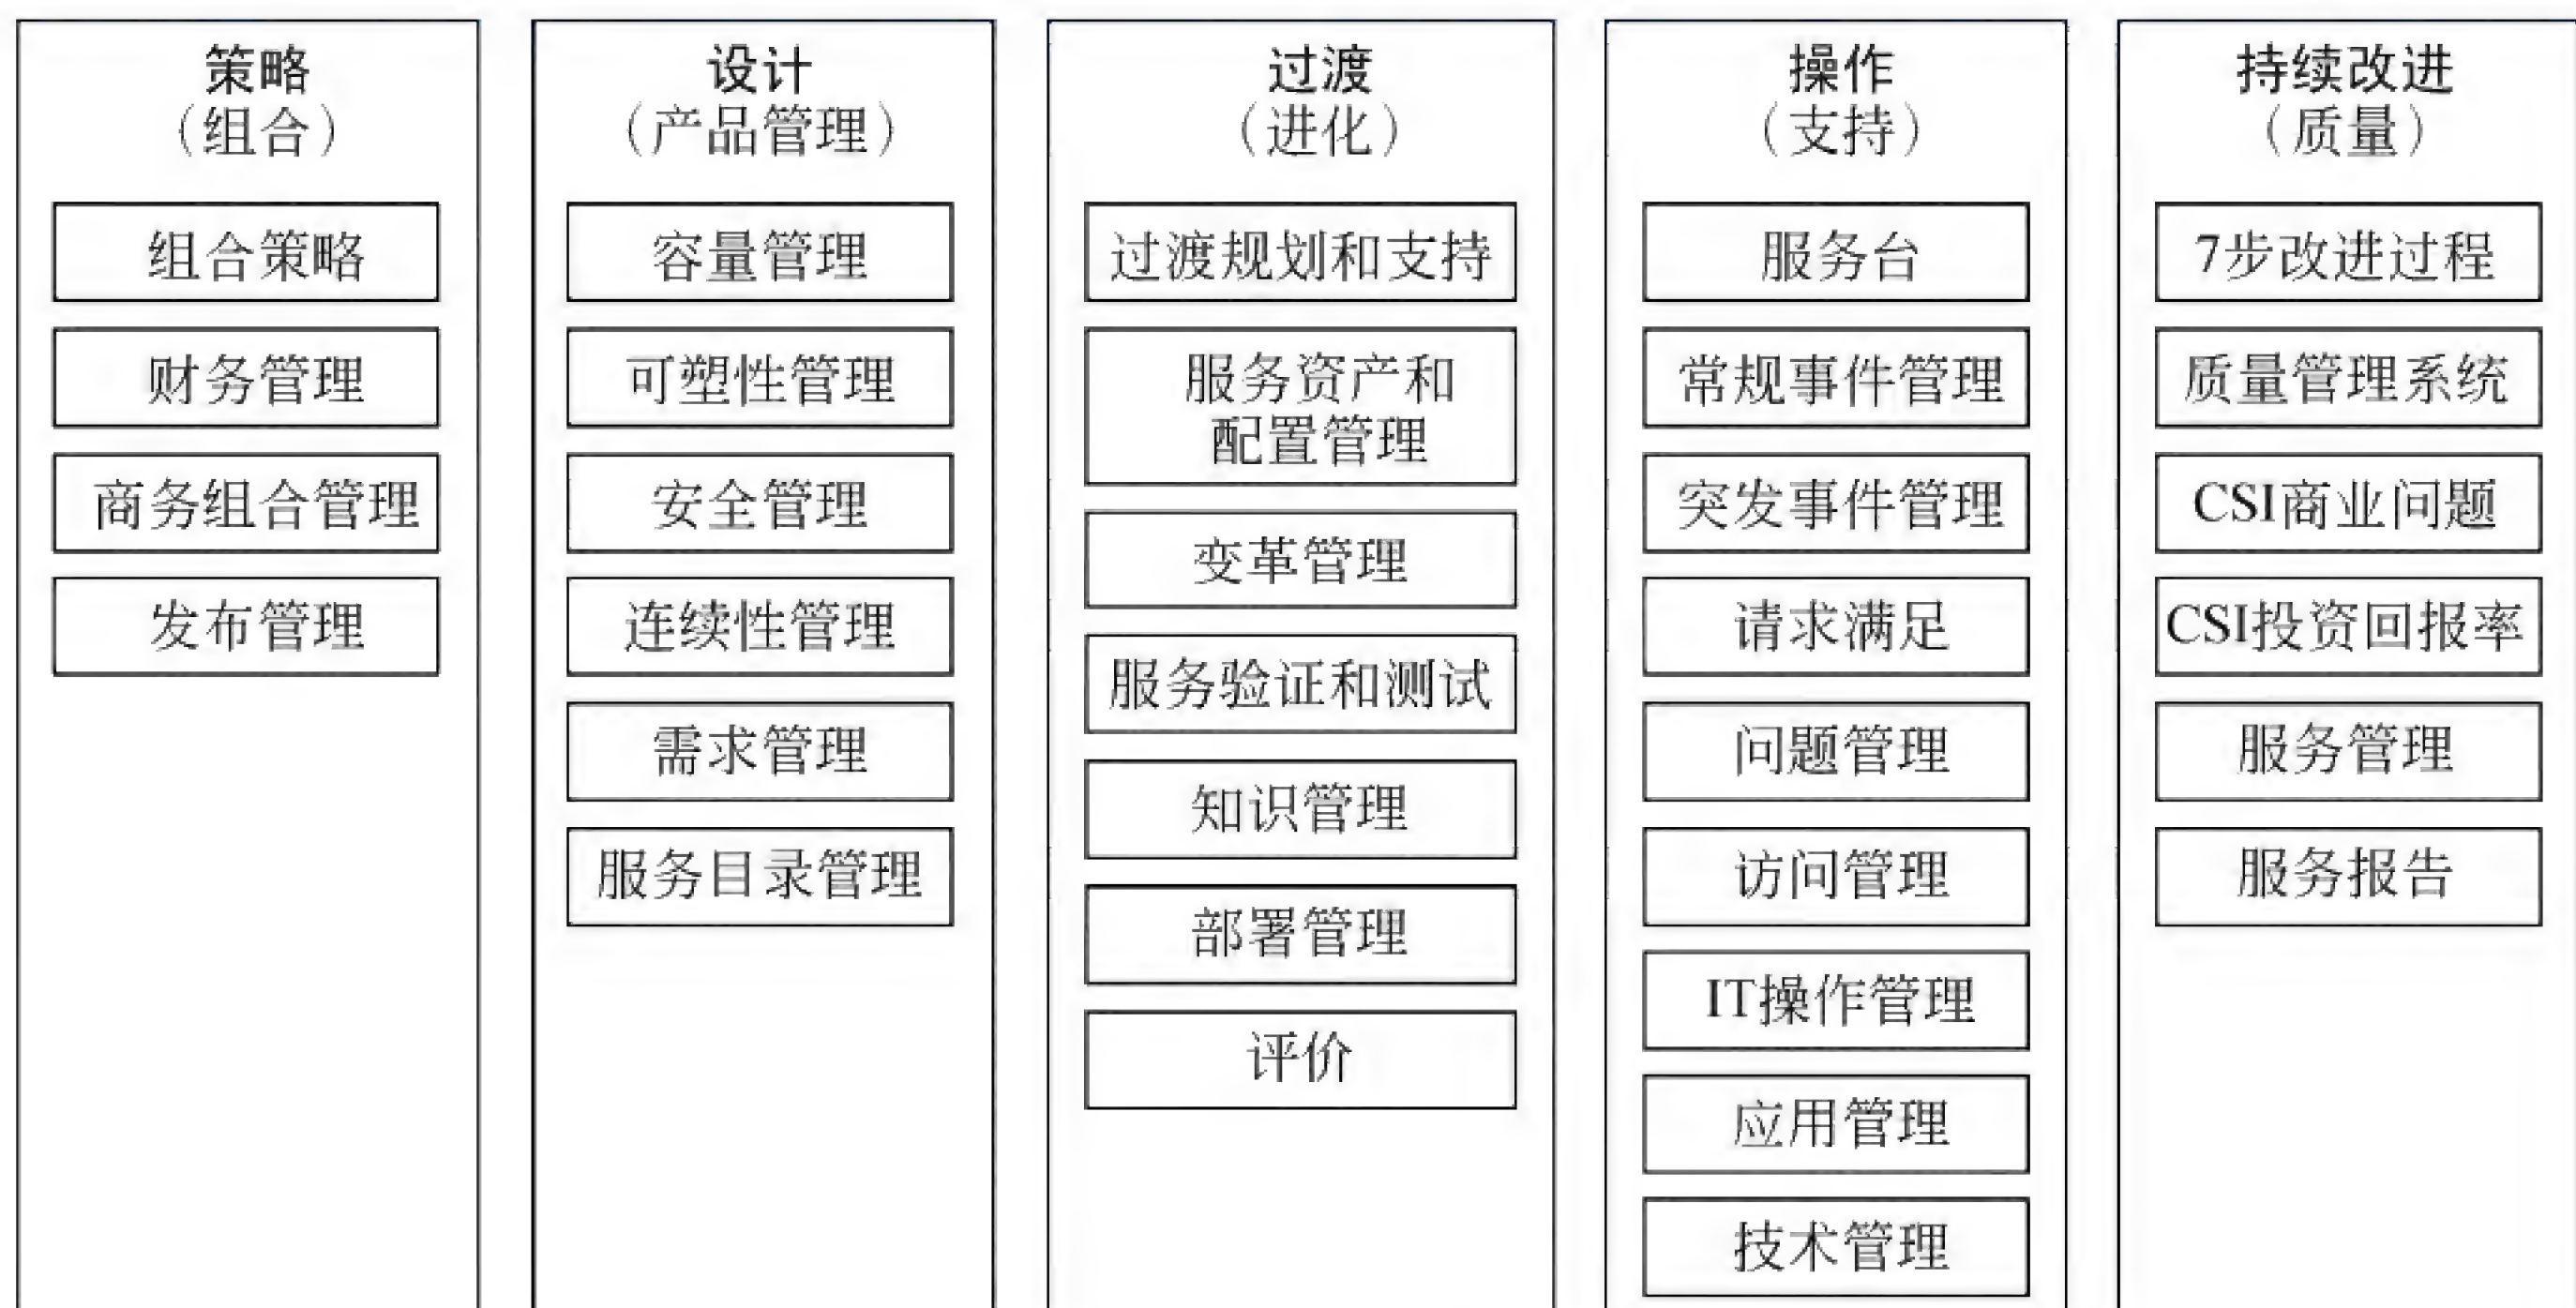 策略
（组合）
组合策略
财务管理
商务组合管理
发布管理
设计
（产品管理）
容量管理
可塑性管理
安全管理
连续性管理
需求管理
服务目录管理
过渡
（进化）
过渡规划和支持
服务资产和
配置管理
变革管理
服务验证和测试
知识管理
部署管理
评价
操作
（支持）
服务台
常规事件管理
突发事件管理
请求满足
问题管理
访问管理
IT操作管理
应用管理
技术管理
持续改进
（质量）
7步改进过程
质量管理系统
CSI商业问题
CSI投资回报率
服务管理
服务报告